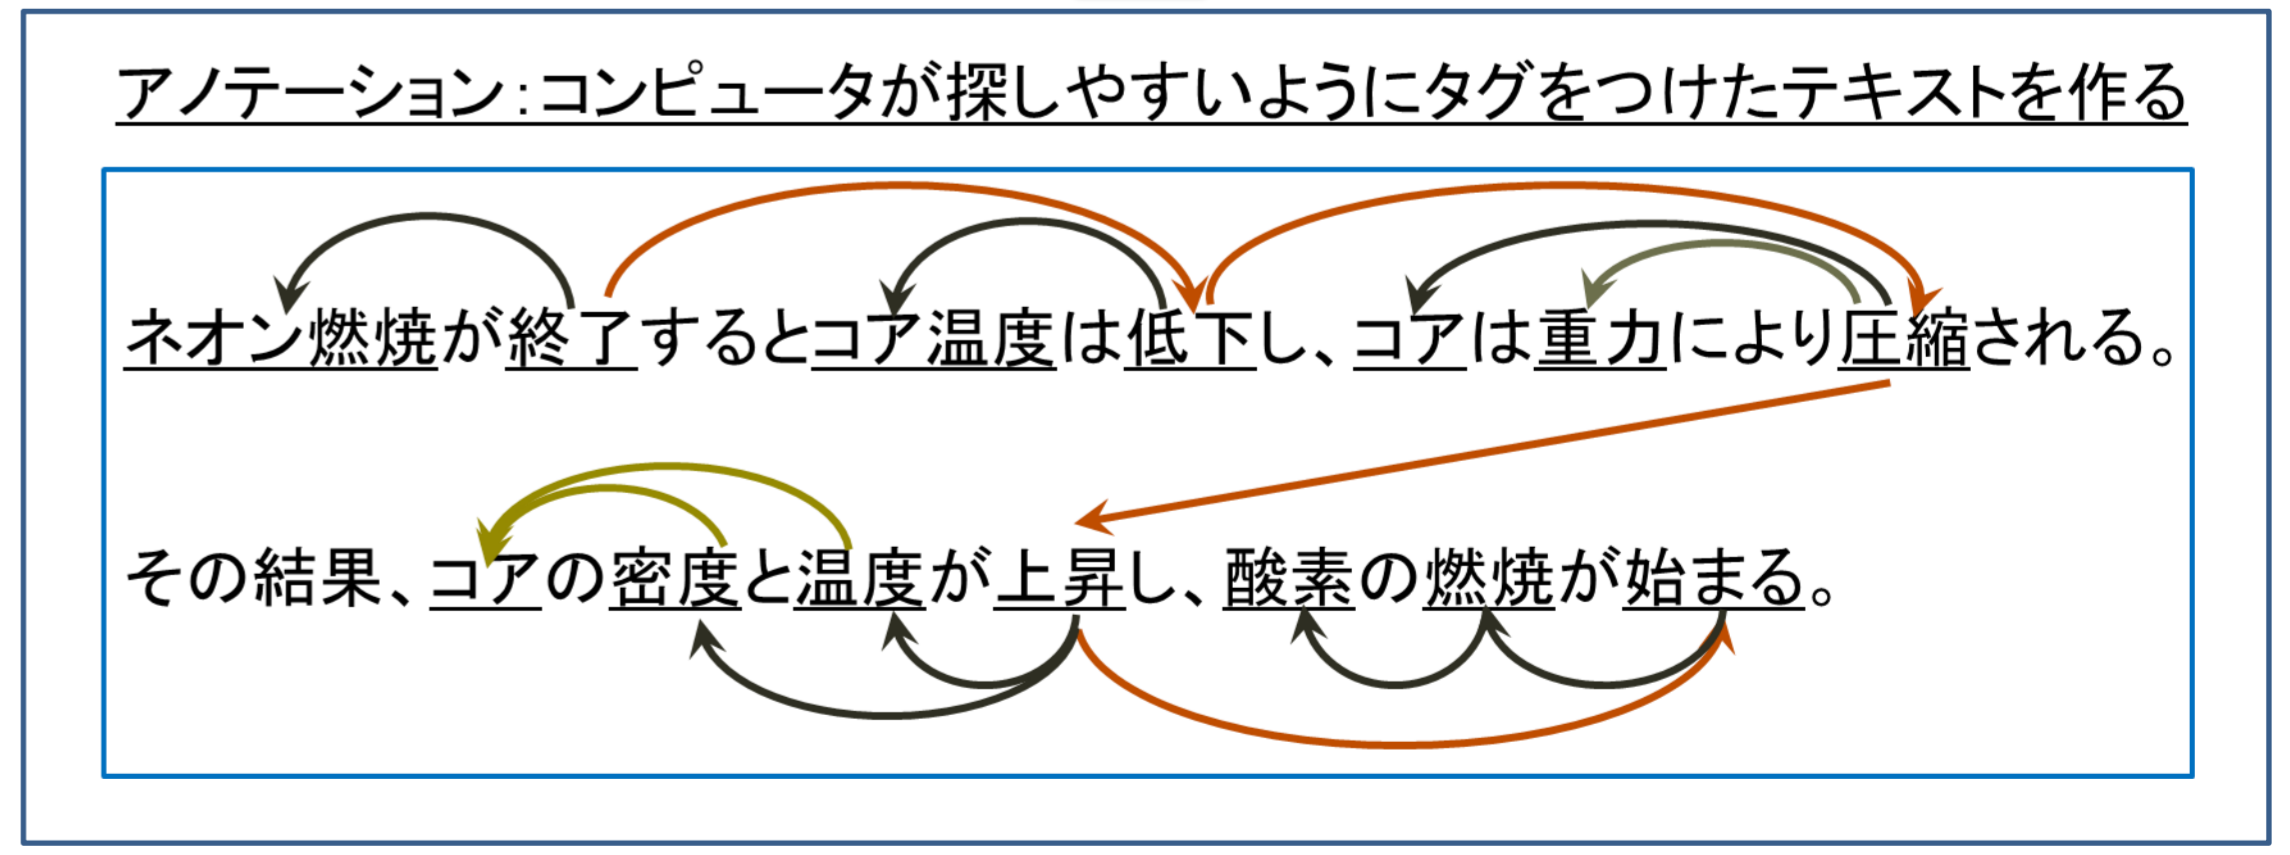 アノテーション：コンピュータが探しやすいようにタグをつけたテキストを作る
ネオン燃焼が終了するとコア温度は低下し、コアは重力により圧縮される。
その結果、コアの密度と温度が上昇し、酸素の燃焼が始まる。